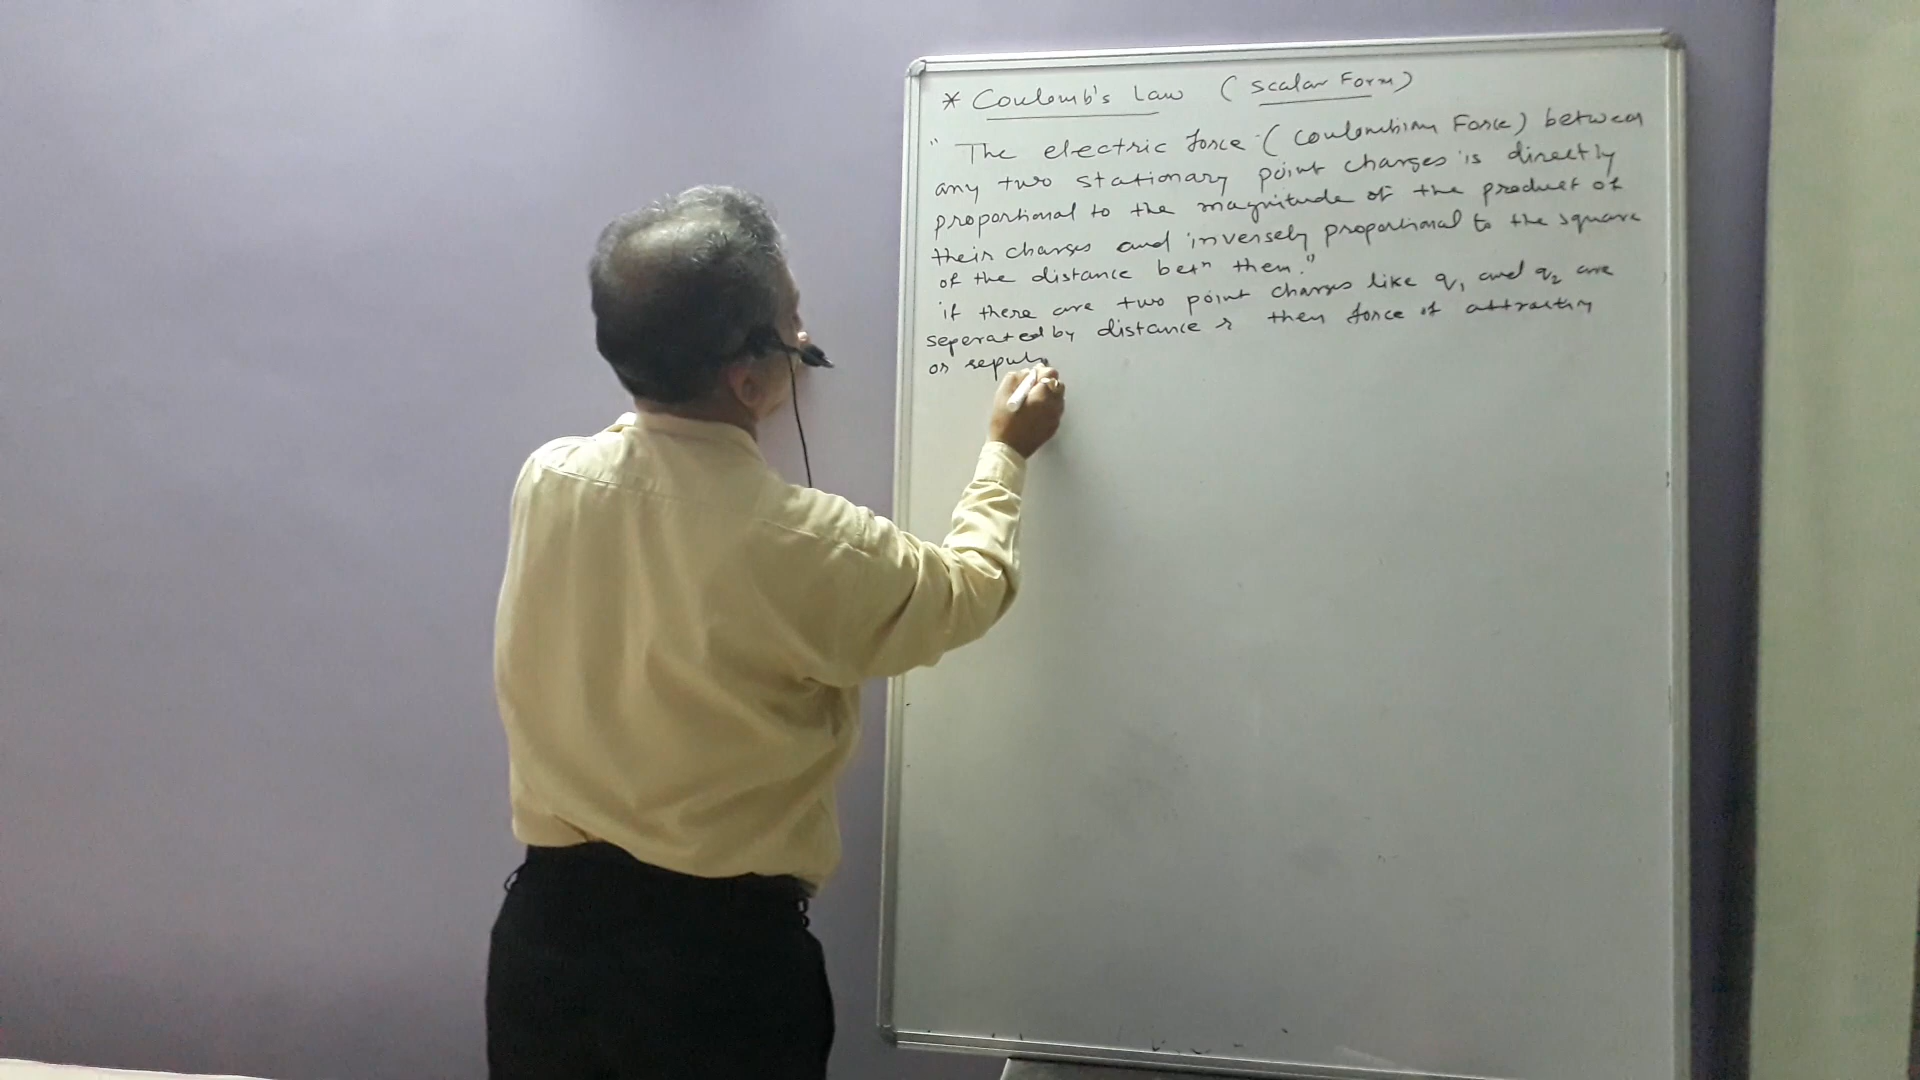 * Coulomb's Law (Scalar Form)
"The electric force (Coulombian Force) between
any two stationary point charges is directly
proportional to the magnitude of the product of
their charges and inversely proportional to the square
of the distance betⁿ them."
if there are two point charges like q₁ and q₂ are
seperated by distance r then force of attraction
or repuls